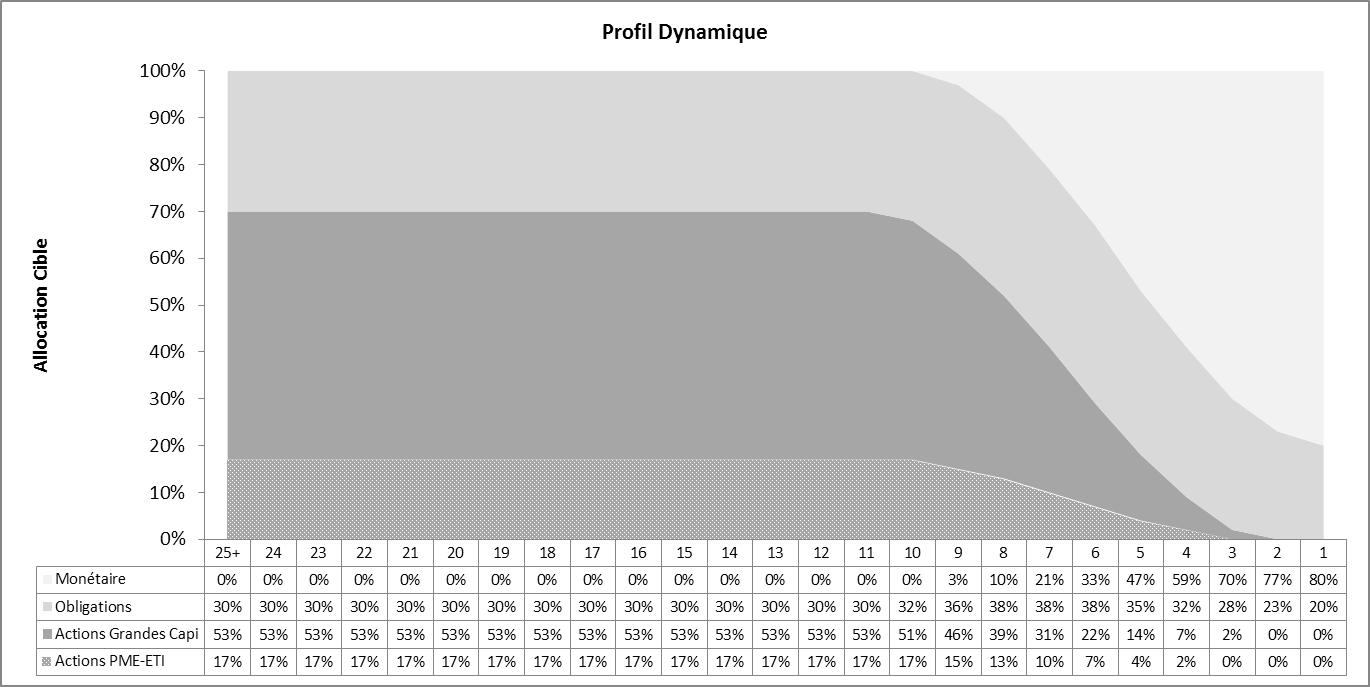 Profil Dynamique
Allocation Cible
100%
90%
80%
70%
60%
50%
40%
30%
20%
10%
0%
25+ 24 23 22 21 20 19 18 17 16 15 14 13 12 11 10 9 8 7 6 5 4 3 2 1
Monétaire 0% 0% 0% 0% 0% 0% 0% 0% 0% 0% 0% 0% 0% 0% 0% 0% 3% 10% 21% 33% 47% 59% 70% 77% 80%
Obligations 30% 30% 30% 30% 30% 30% 30% 30% 30% 30% 30% 30% 30% 30% 30% 32% 36% 38% 38% 38% 35% 32% 28% 23% 20%
Actions Grandes Capi 53% 53% 53% 53% 53% 53% 53% 53% 53% 53% 53% 53% 53% 53% 53% 51% 46% 39% 31% 22% 14% 7% 2% 0% 0%
Actions PME-ETI 17% 17% 17% 17% 17% 17% 17% 17% 17% 17% 17% 17% 17% 17% 17% 17% 15% 13% 10% 7% 4% 2% 0% 0% 0%